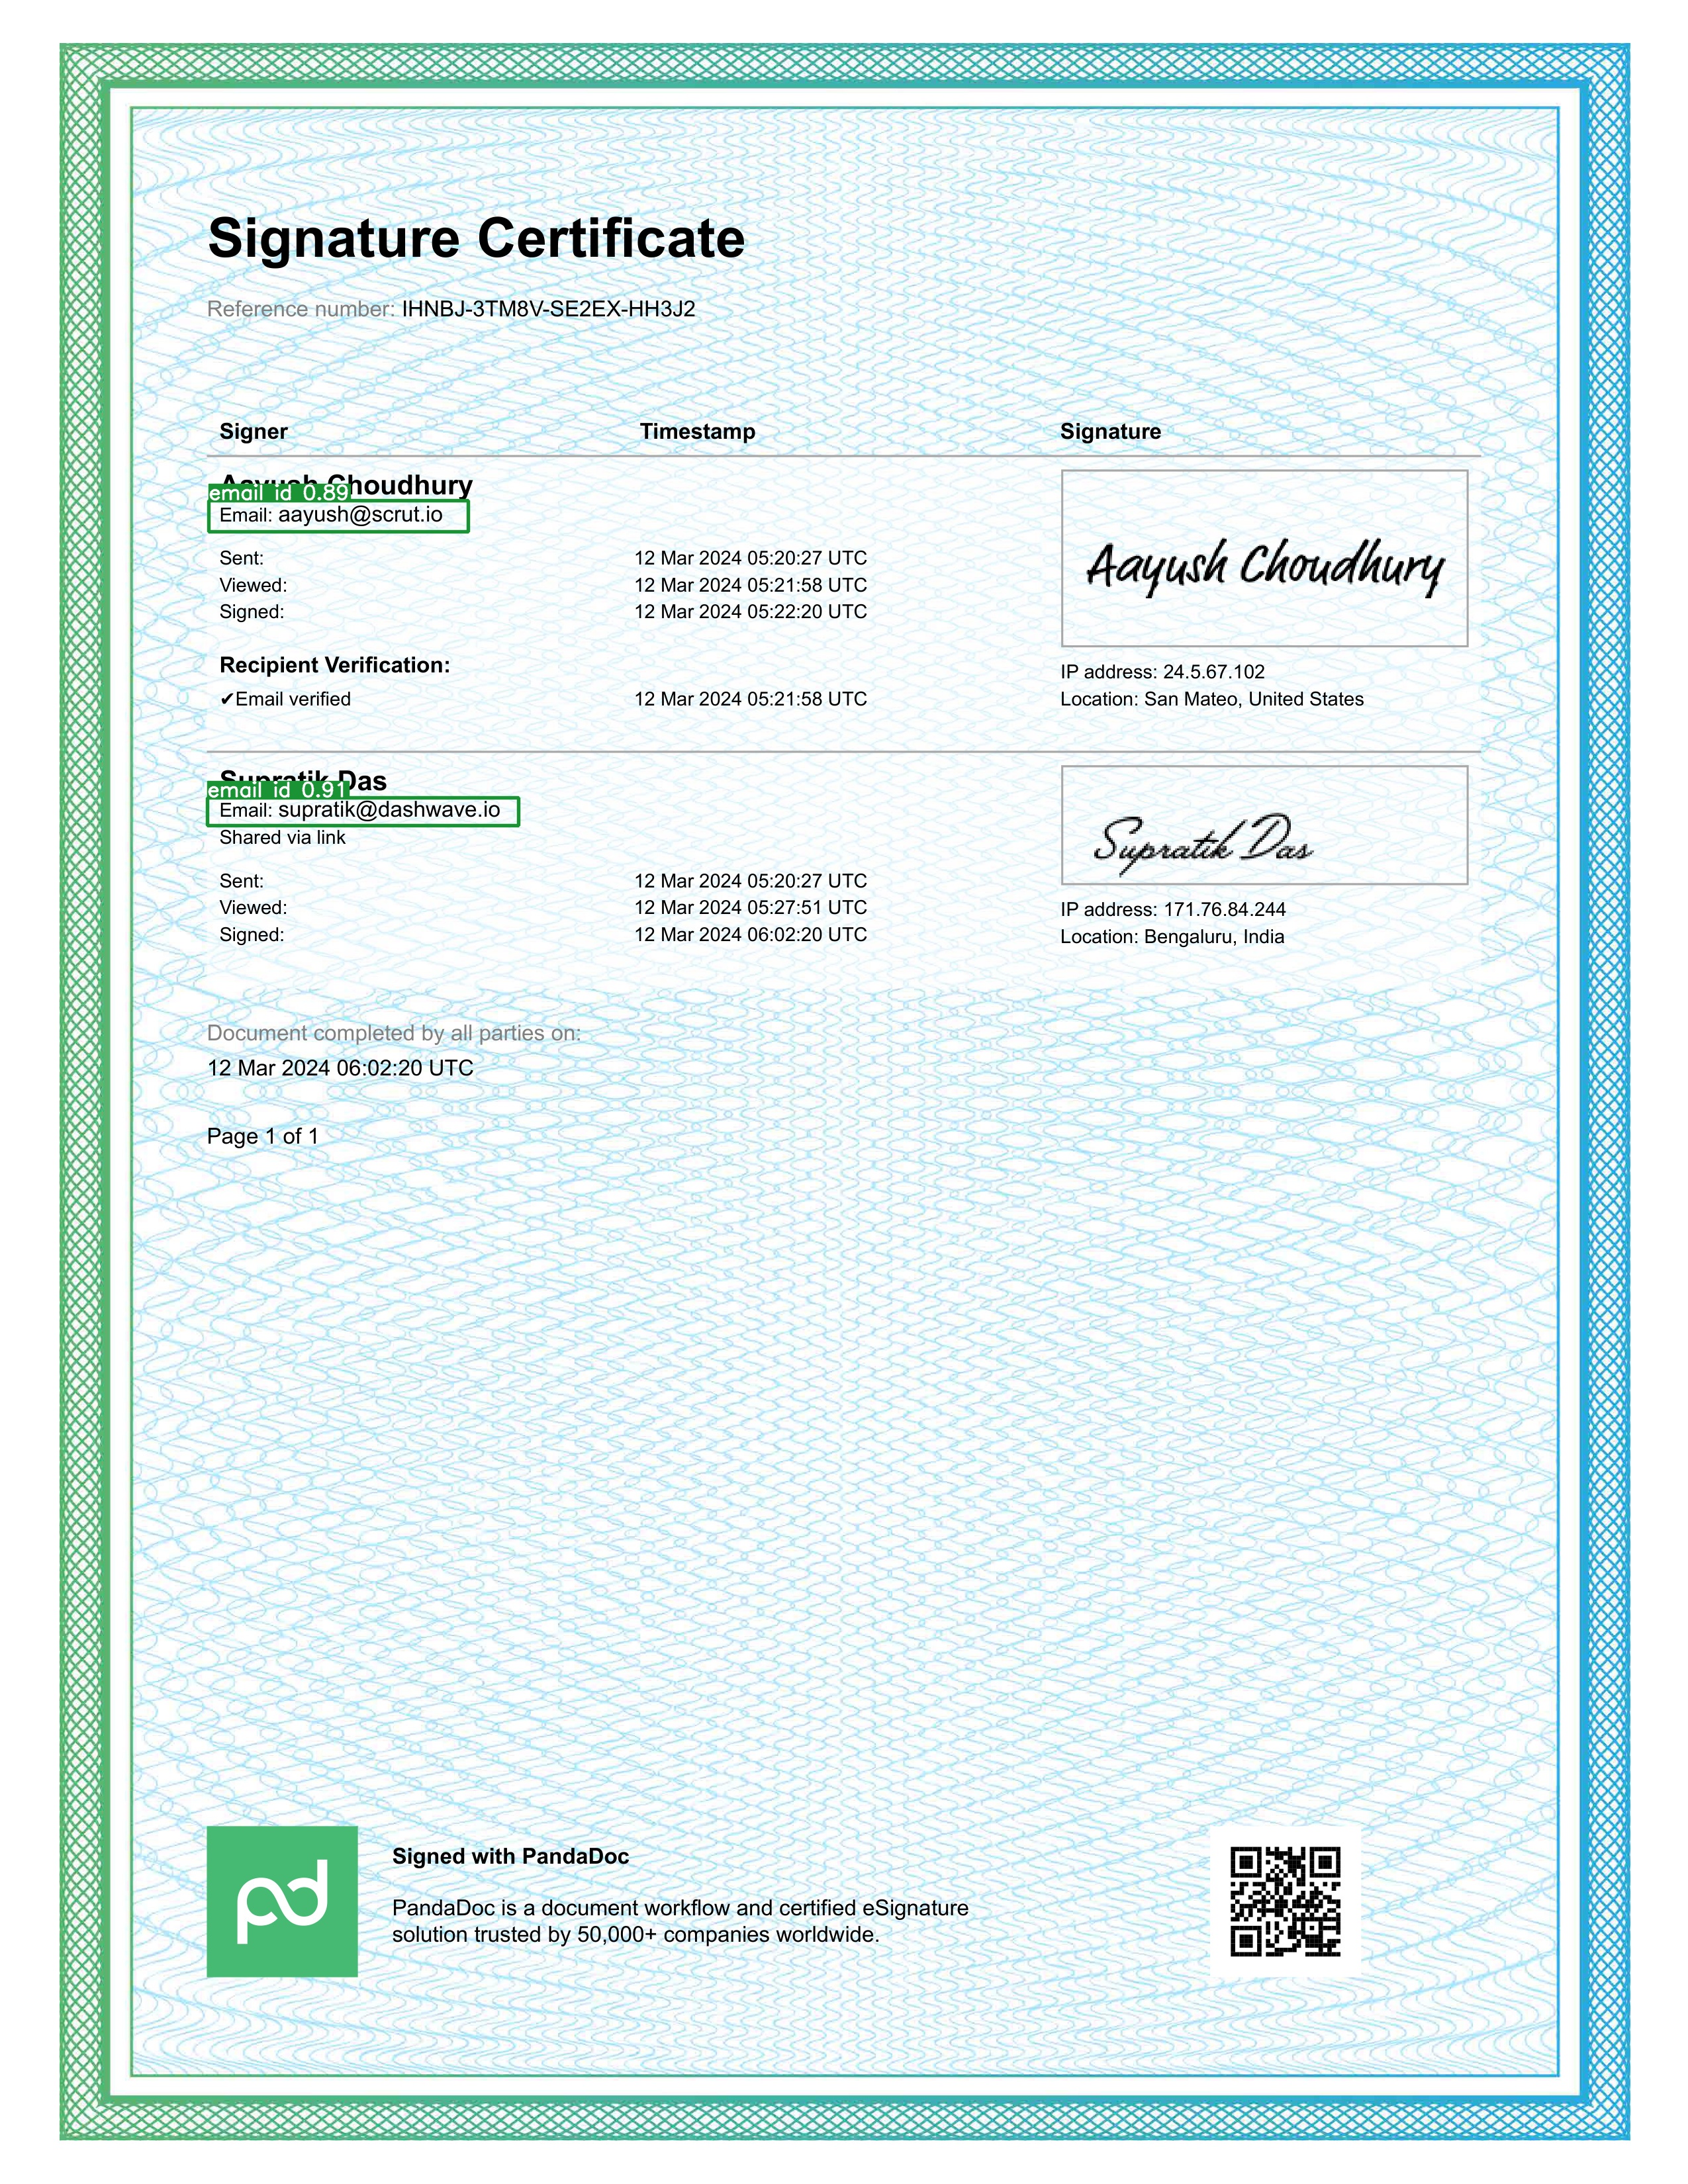 Signature Certificate
Reference number: IHNBJ-3TM8V-SE2EX-HH3J2
Signer Timestamp Signature
Aayush Choudhury
email_id 0.89
Email: aayush@scrut.io
Sent: 12 Mar 2024 05:20:27 UTC
Viewed: 12 Mar 2024 05:21:58 UTC
Signed: 12 Mar 2024 05:22:20 UTC
Aayush Choudhury
Recipient Verification:
IP address: 24.5.67.102
✔Email verified 12 Mar 2024 05:21:58 UTC
Location: San Mateo, United States
Supratik Das
email_id 0.91
Email: supratik@dashwave.io
Shared via link
Supratik Das
Sent: 12 Mar 2024 05:20:27 UTC
Viewed: 12 Mar 2024 05:27:51 UTC
IP address: 171.76.84.244
Signed: 12 Mar 2024 06:02:20 UTC
Location: Bengaluru, India
Document completed by all parties on:
12 Mar 2024 06:02:20 UTC
Page 1 of 1
pd
Signed with PandaDoc
PandaDoc is a document workflow and certified eSignature
solution trusted by 50,000+ companies worldwide.